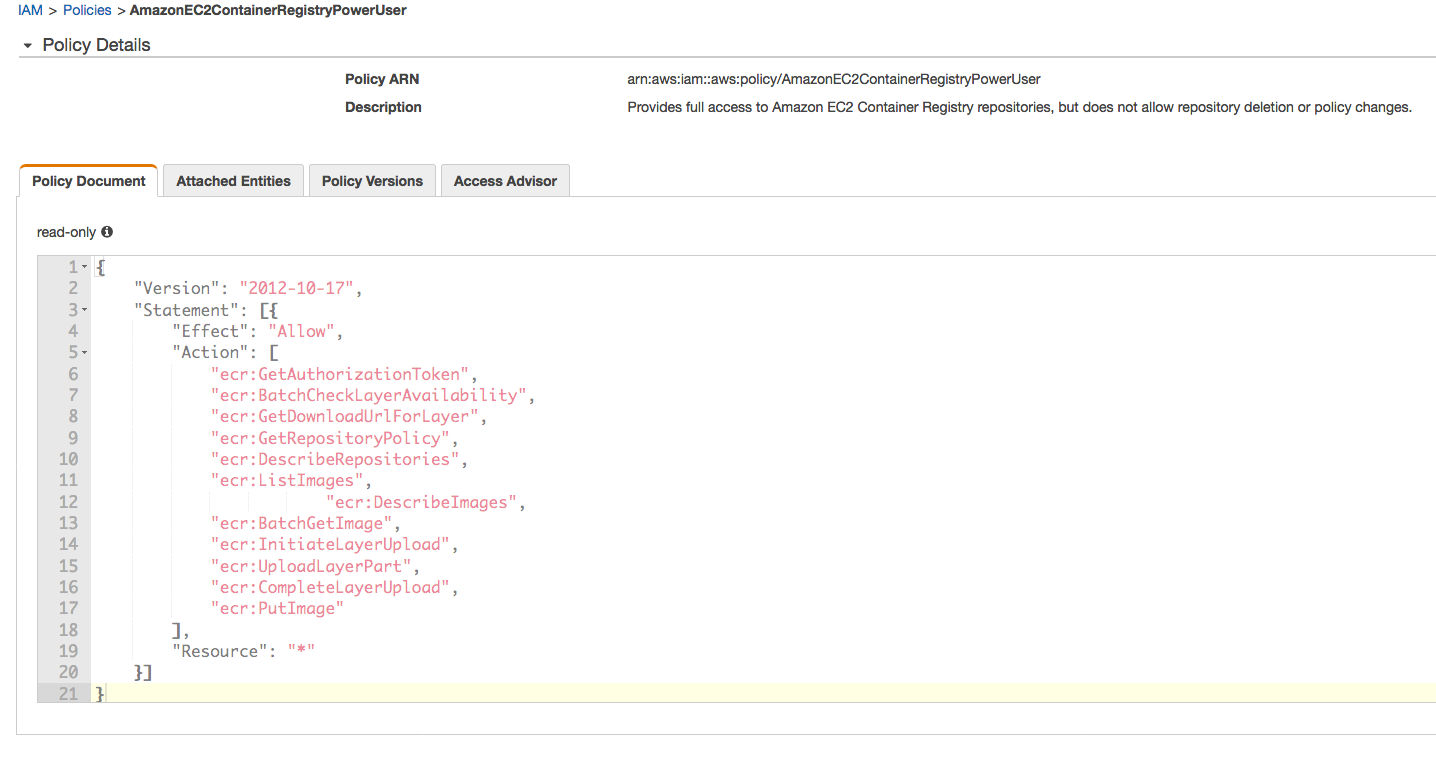 IAM > Policies > AmazonEC2ContainerRegistryPowerUser
Policy Details
Policy ARN arn:aws:iam::aws:policy/AmazonEC2ContainerRegistryPowerUser
Description Provides full access to Amazon EC2 Container Registry repositories, but does not allow repository deletion or policy changes.
Policy Document Attached Entities Policy Versions Access Advisor
read-only
1 {
2 "Version": "2012-10-17",
3 "Statement": [{
4 "Effect": "Allow",
5 "Action": [
6 "ecr:GetAuthorizationToken",
7 "ecr:BatchCheckLayerAvailability",
8 "ecr:GetDownloadUrlForLayer",
9 "ecr:GetRepositoryPolicy",
10 "ecr:DescribeRepositories",
11 "ecr:ListImages",
12 "ecr:DescribeImages",
13 "ecr:BatchGetImage",
14 "ecr:InitiateLayerUpload",
15 "ecr:UploadLayerPart",
16 "ecr:CompleteLayerUpload",
17 "ecr:PutImage"
18 ],
19 "Resource": "*"
20 }]
21 }